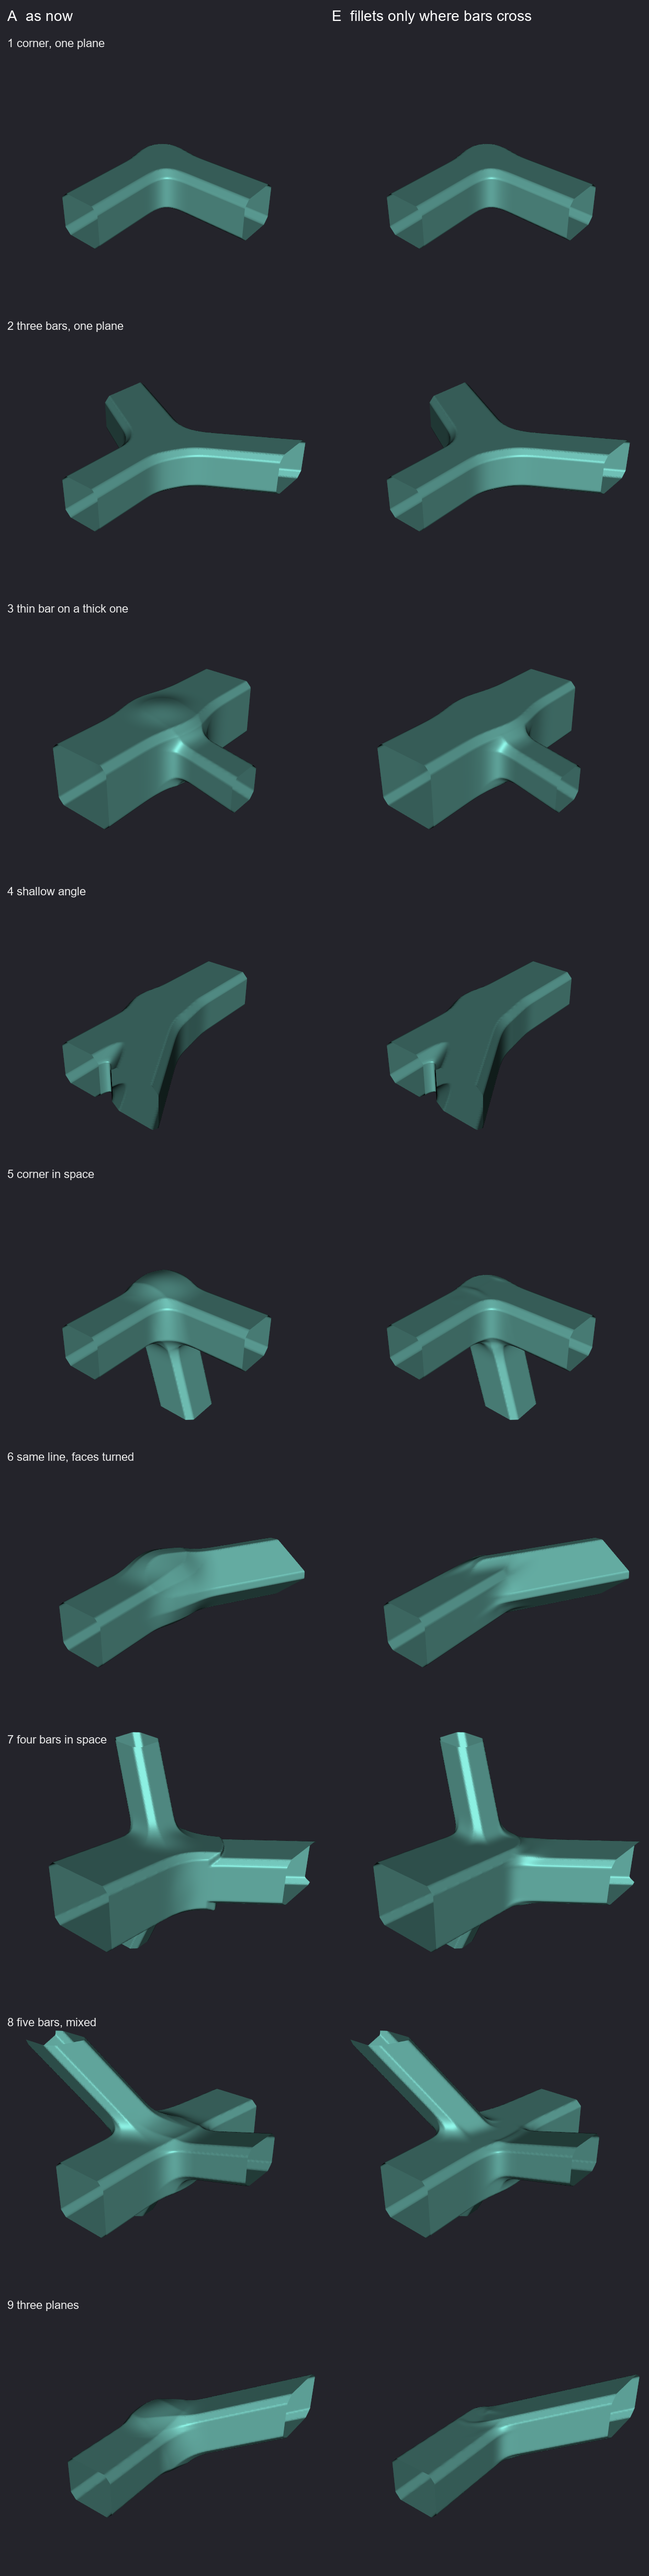 A  as now
E  fillets only where bars cross
1 corner, one plane
2 three bars, one plane
3 thin bar on a thick one
4 shallow angle
5 corner in space
6 same line, faces turned
7 four bars in space
8 five bars, mixed
9 three planes